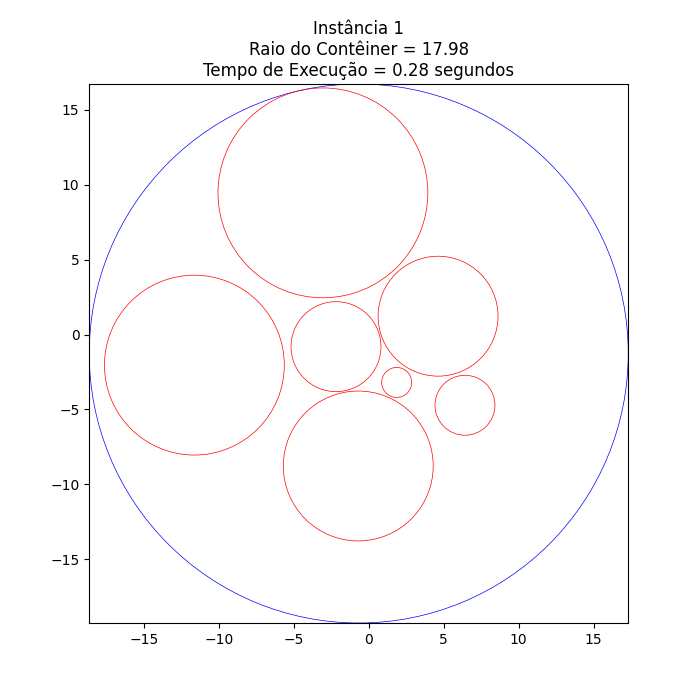 Instância 1
Raio do Contêiner = 17.98
Tempo de Execução = 0.28 segundos
15
10
5
0
−5
−10
−15
−15 −10 −5 0 5 10 15